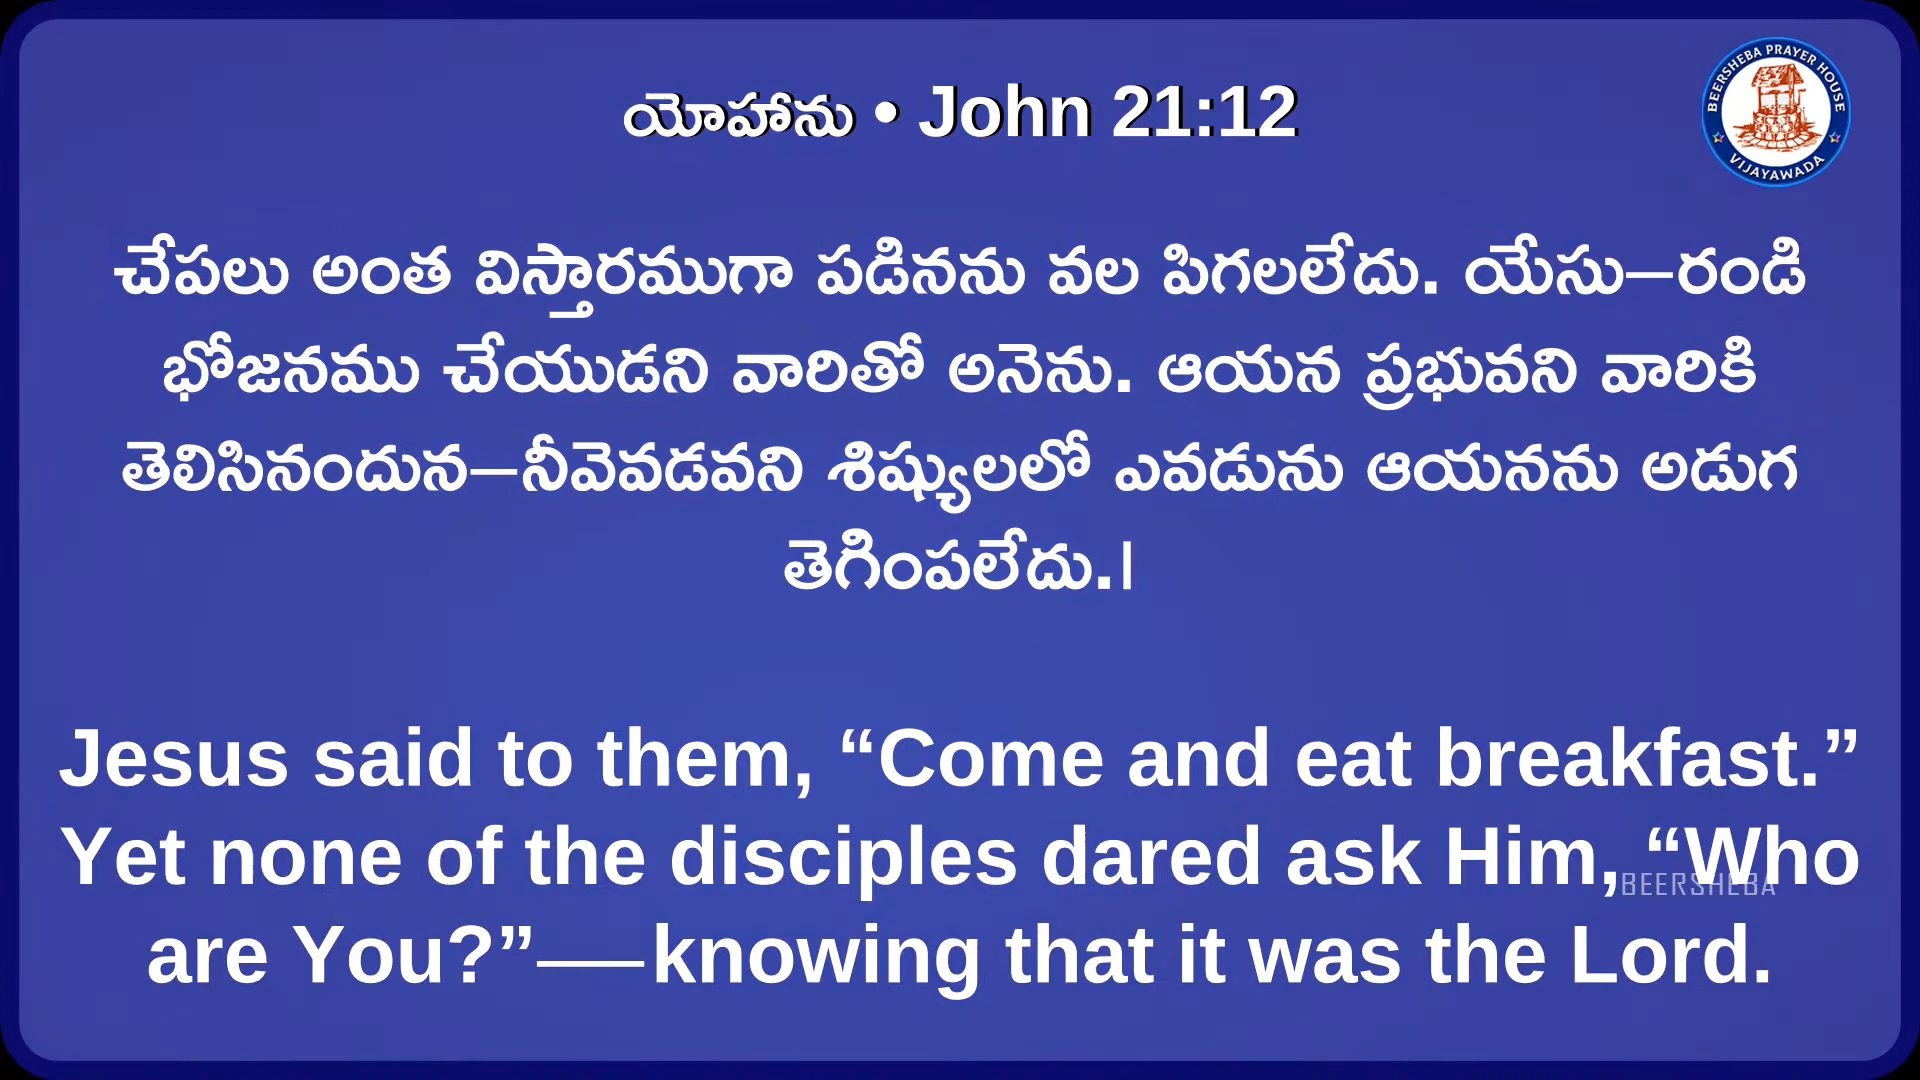 యోహాను • John 21:12
BEERSHEBA PRAYER HOUSE
VIJAYAWADA
చేపలు అంత విస్తారముగా పడినను వల పిగలలేదు. యేసు–రండి
భోజనము చేయుడని వారితో అనెను. ఆయన ప్రభువని వారికి
తెలిసినందున–నీవెవడవని శిష్యులలో ఎవడును ఆయనను అడుగ
తెగింపలేదు.|
Jesus said to them, “Come and eat breakfast.”
Yet none of the disciples dared ask Him, “Who
BEERSHEBA
are You?”—knowing that it was the Lord.